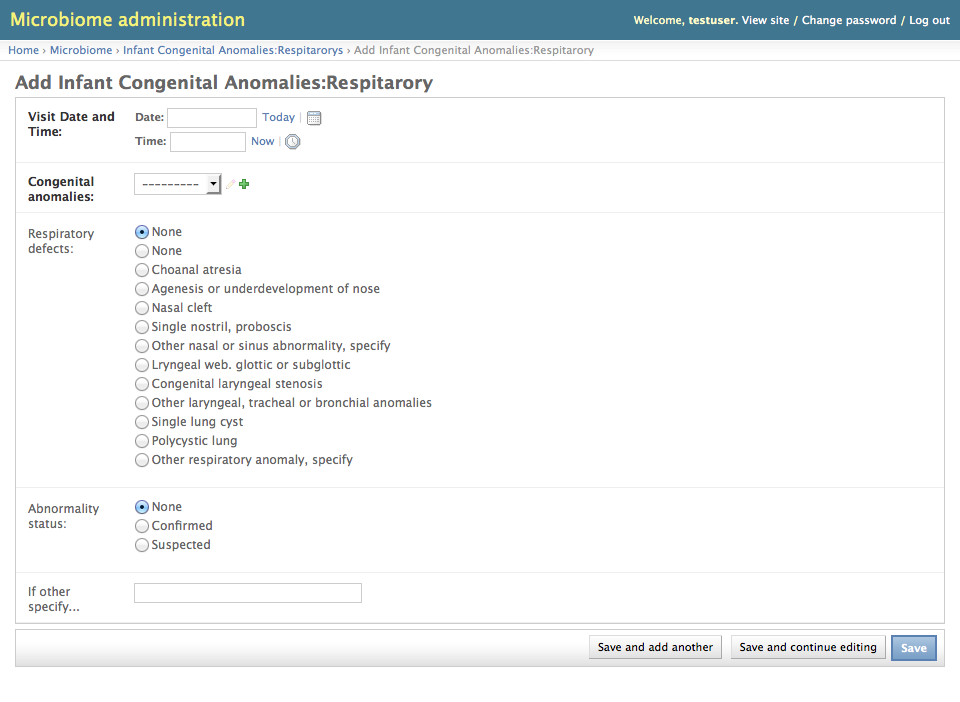 Microbiome administration
Welcome, testuser. View site / Change password / Log out
Home › Microbiome › Infant Congenital Anomalies:Respitarorys › Add Infant Congenital Anomalies:Respitarory
Add Infant Congenital Anomalies:Respitarory
Visit Date and Time:
Date: Today |
Time: Now |
Congenital anomalies:
---------
Respiratory defects:
None
None
Choanal atresia
Agenesis or underdevelopment of nose
Nasal cleft
Single nostril, proboscis
Other nasal or sinus abnormality, specify
Lryngeal web. glottic or subglottic
Congenital laryngeal stenosis
Other laryngeal, tracheal or bronchial anomalies
Single lung cyst
Polycystic lung
Other respiratory anomaly, specify
Abnormality status:
None
Confirmed
Suspected
If other specify...
Save and add another
Save and continue editing
Save